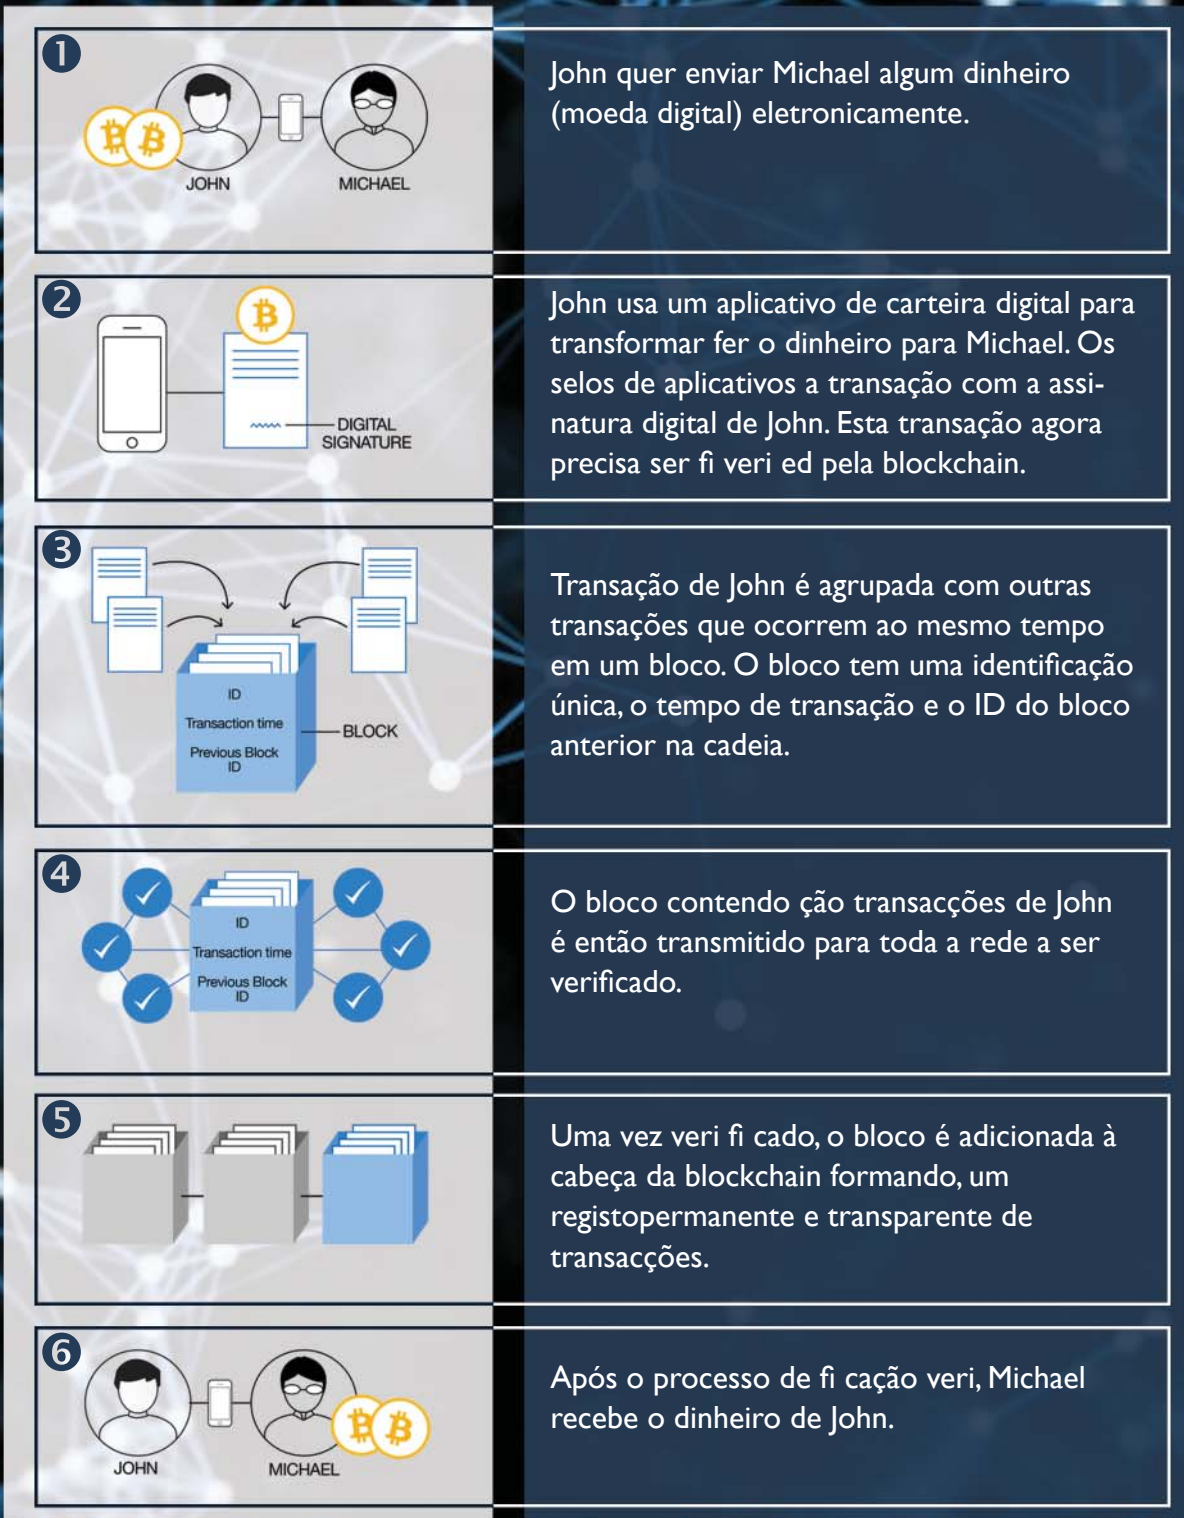 1
JOHN
MICHAEL
John quer enviar Michael algum dinheiro
(moeda digital) eletronicamente.
2
DIGITAL
SIGNATURE
John usa um aplicativo de carteira digital para
transformar fer o dinheiro para Michael. Os
selos de aplicativos a transação com a assi-
natura digital de John. Esta transação agora
precisa ser fi veri ed pela blockchain.
3
ID
Transaction time
Previous Block
ID
BLOCK
Transação de John é agrupada com outras
transações que ocorrem ao mesmo tempo
em um bloco. O bloco tem uma identificação
única, o tempo de transação e o ID do bloco
anterior na cadeia.
4
ID
Transaction time
Previous Block
ID
O bloco contendo ção transacções de John
é então transmitido para toda a rede a ser
verificado.
5
Uma vez veri fi cado, o bloco é adicionada à
cabeça da blockchain formando, um
registopermanente e transparente de
transacções.
6
JOHN
MICHAEL
Após o processo de fi cação veri, Michael
recebe o dinheiro de John.